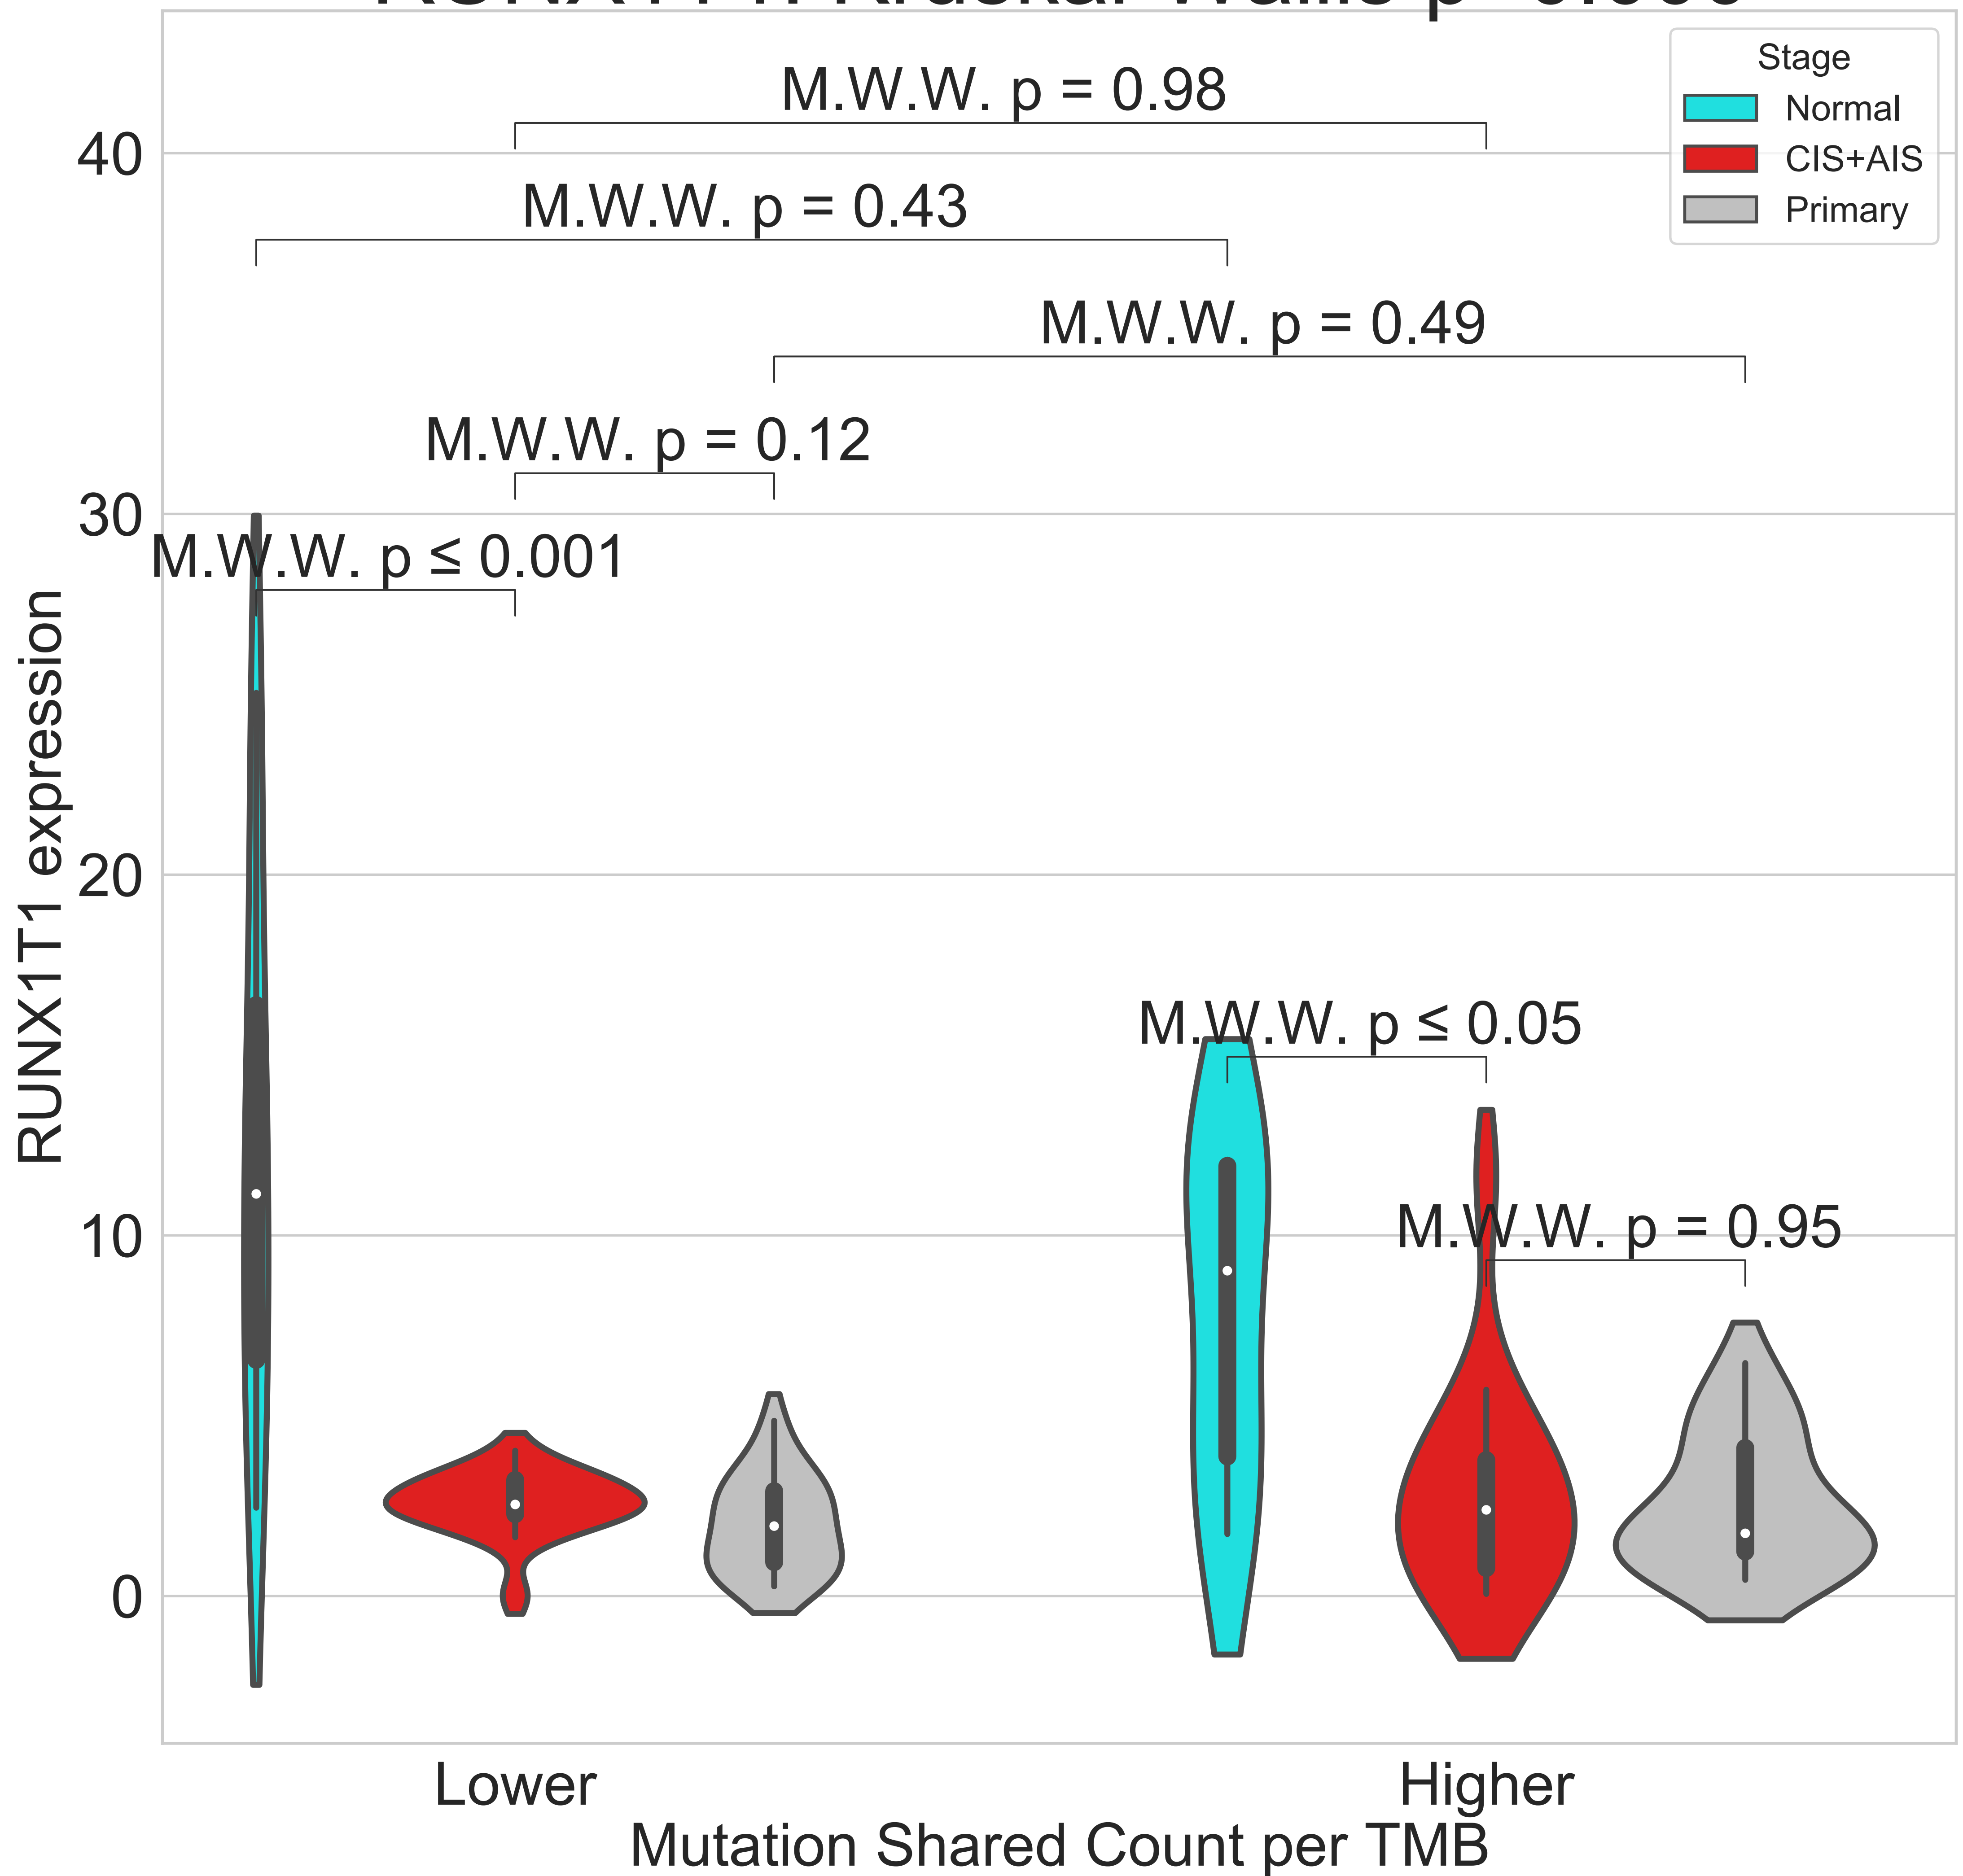 Stage
Normal
CIS+AIS
Primary
M.W.W. p = 0.98
M.W.W. p = 0.43
M.W.W. p = 0.49
M.W.W. p = 0.12
M.W.W. p ≤ 0.001
M.W.W. p ≤ 0.05
M.W.W. p = 0.95
40
30
20
10
0
RUNX1T1 expression
Lower
Higher
Mutation Shared Count per TMB